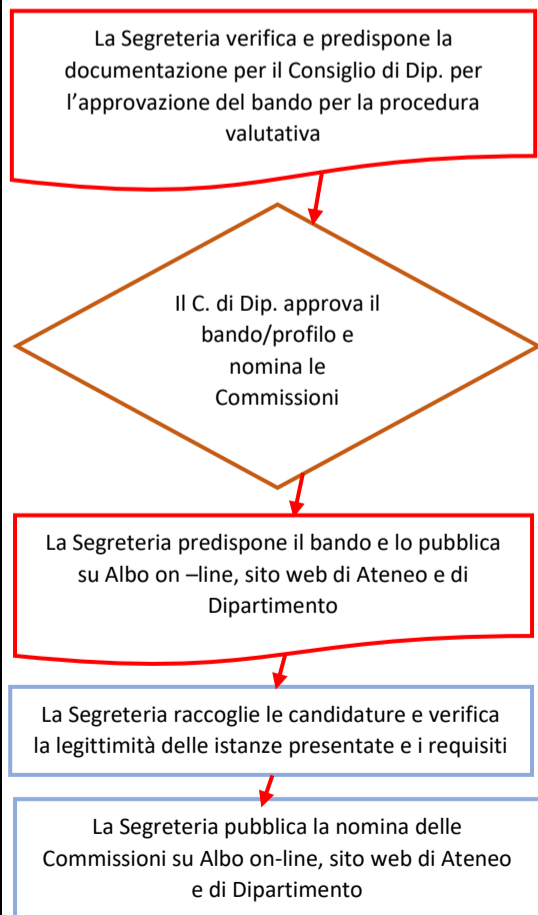 La Segreteria verifica e predispone la
documentazione per il Consiglio di Dip. per
l’approvazione del bando per la procedura
valutativa
Il C. di Dip. approva il
bando/profilo e
nomina le
Commissioni
La Segreteria predispone il bando e lo pubblica
su Albo on –line, sito web di Ateneo e di
Dipartimento
La Segreteria raccoglie le candidature e verifica
la legittimità delle istanze presentate e i requisiti
La Segreteria pubblica la nomina delle
Commissioni su Albo on-line, sito web di Ateneo
e di Dipartimento